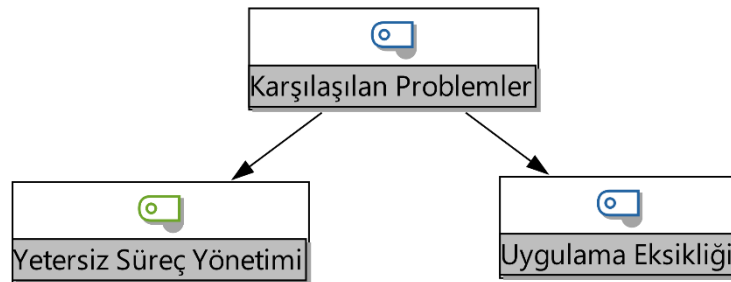 Karşılaşılan Problemler
Yetersiz Süreç Yönetimi
Uygulama Eksikliği